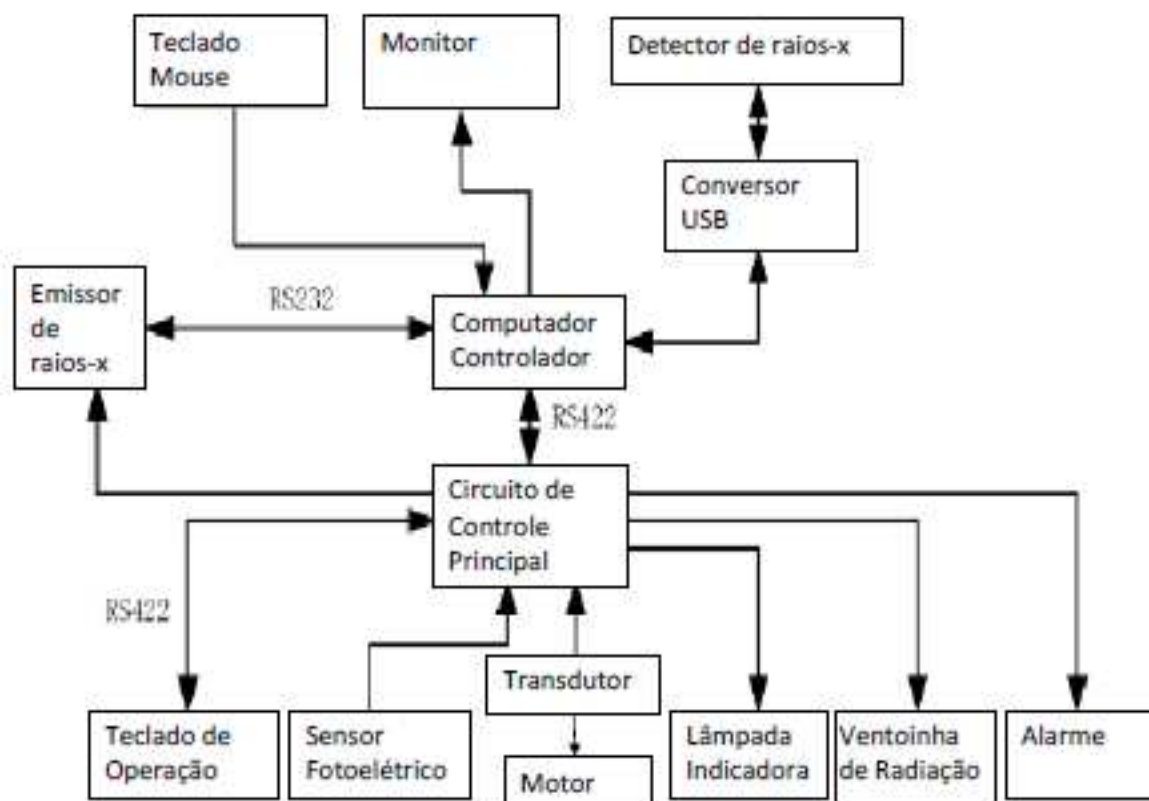 Teclado
Mouse
Monitor
Detector de raios-x
Conversor
USB
Emissor
de
raios-x
RS232
Computador
Controlador
RS422
Circuito de
Controle
Principal
RS422
Transdutor
Teclado de
Operação
Sensor
Fotoelétrico
Motor
Lâmpada
Indicadora
Ventoinha
de Radiação
Alarme